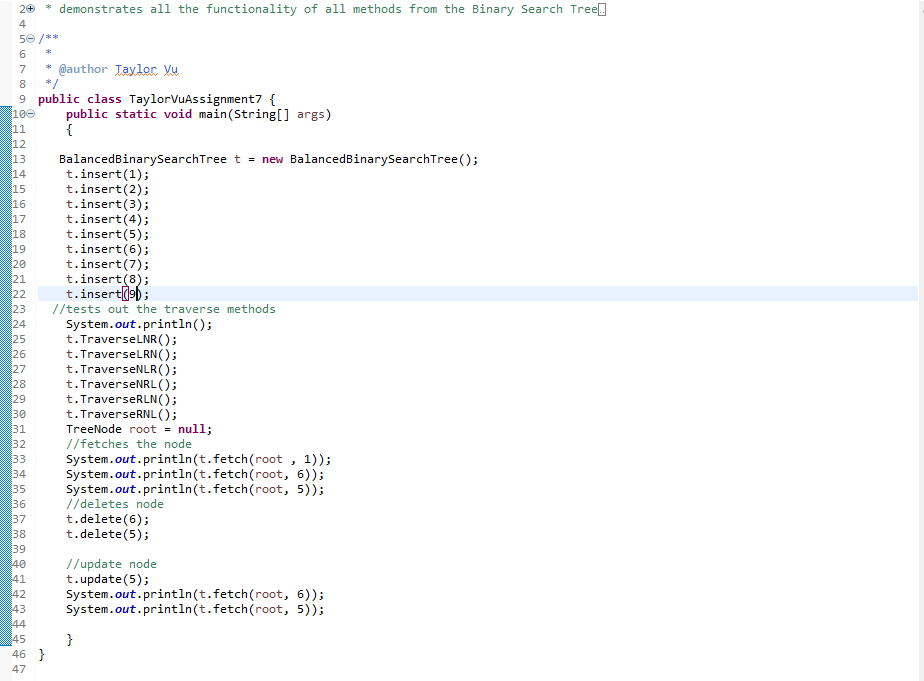 2 * demonstrates all the functionality of all methods from the Binary Search Tree
4
5 /**
6 *
7 * @author Taylor Vu
8 */
9 public class TaylorVuAssignment7 {
10 public static void main(String[] args)
11 {
12
13 BalancedBinarySearchTree t = new BalancedBinarySearchTree();
14 t.insert(1);
15 t.insert(2);
16 t.insert(3);
17 t.insert(4);
18 t.insert(5);
19 t.insert(6);
20 t.insert(7);
21 t.insert(8);
22 t.insert(9);
23 //tests out the traverse methods
24 System.out.println();
25 t.TraverseLNR();
26 t.TraverseLRN();
27 t.TraverseNLR();
28 t.TraverseNRL();
29 t.TraverseRLN();
30 t.TraverseRNL();
31 TreeNode root = null;
32 //fetches the node
33 System.out.println(t.fetch(root , 1));
34 System.out.println(t.fetch(root, 6));
35 System.out.println(t.fetch(root, 5));
36 //deletes node
37 t.delete(6);
38 t.delete(5);
39
40 //update node
41 t.update(5);
42 System.out.println(t.fetch(root, 6));
43 System.out.println(t.fetch(root, 5));
44
45 }
46 }
47